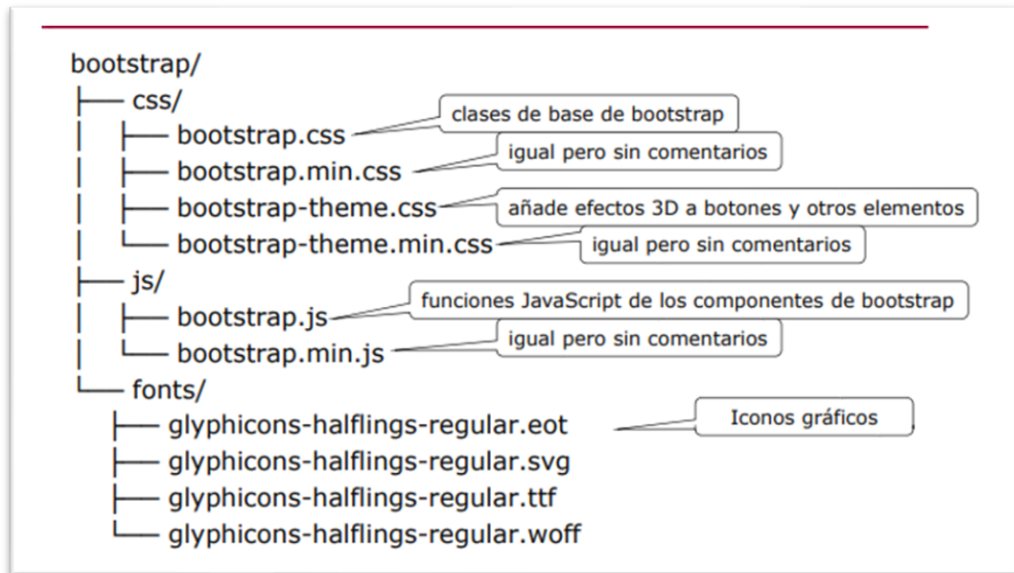 bootstrap/
├── css/
│ ├── bootstrap.css clases de base de bootstrap
│ ├── bootstrap.min.css igual pero sin comentarios
│ ├── bootstrap-theme.css añade efectos 3D a botones y otros elementos
│ └── bootstrap-theme.min.css igual pero sin comentarios
├── js/
│ ├── bootstrap.js funciones JavaScript de los componentes de bootstrap
│ └── bootstrap.min.js igual pero sin comentarios
└── fonts/
├── glyphicons-halflings-regular.eot Iconos gráficos
├── glyphicons-halflings-regular.svg
├── glyphicons-halflings-regular.ttf
└── glyphicons-halflings-regular.woff